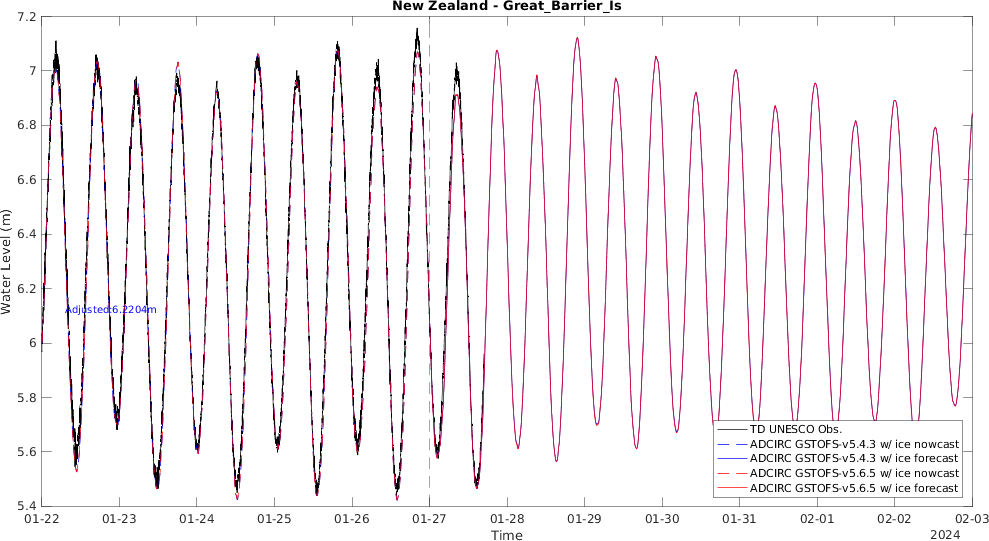 New Zealand - Great_Barrier_Is
7.2
7
6.8
6.6
6.4
6.2
6
5.8
5.6
5.4
Water Level (m)
Adjusted:6.2204m
TD UNESCO Obs.
ADCIRC GSTOFS-v5.4.3 w/ ice nowcast
ADCIRC GSTOFS-v5.4.3 w/ ice forecast
ADCIRC GSTOFS-v5.6.5 w/ ice nowcast
ADCIRC GSTOFS-v5.6.5 w/ ice forecast
01-22 01-23 01-24 01-25 01-26 01-27 01-28 01-29 01-30 01-31 02-01 02-02 02-03
Time
2024